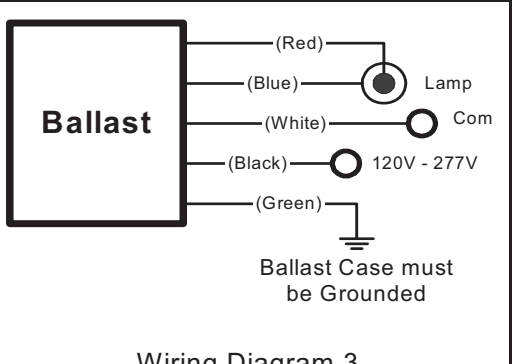 (Red)
(Blue)
Lamp
Ballast
(White)
Com
(Black)
120V - 277V
(Green)
Ballast Case must
be Grounded
Wiring Diagram 3